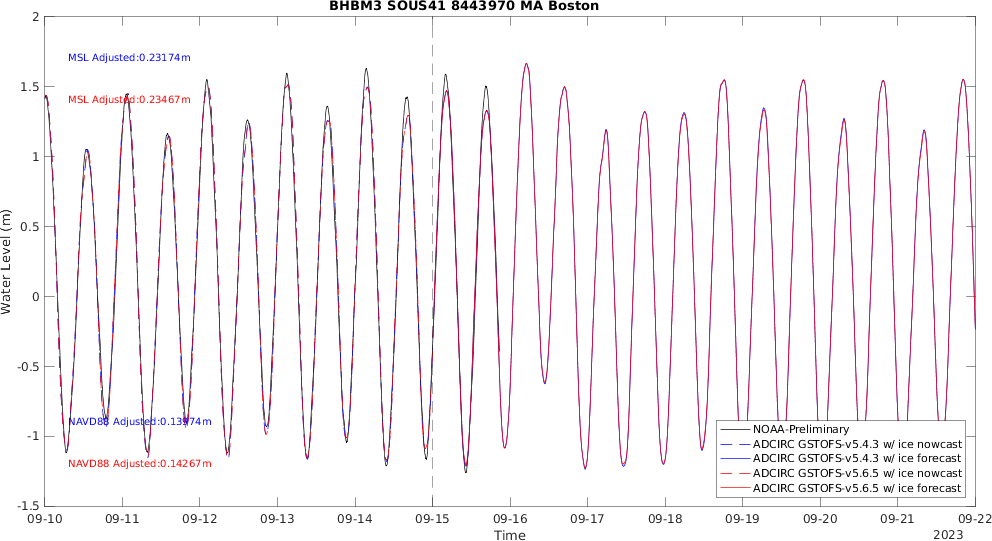 BHBM3 SOUS41 8443970 MA Boston
2
1.5
1
0.5
0
-0.5
-1
-1.5
Water Level (m)
MSL Adjusted:0.23174m
MSL Adjusted:0.23467m
NAVD88 Adjusted:0.13974m
NAVD88 Adjusted:0.14267m
NOAA-Preliminary
ADCIRC GSTOFS-v5.4.3 w/ ice nowcast
ADCIRC GSTOFS-v5.4.3 w/ ice forecast
ADCIRC GSTOFS-v5.6.5 w/ ice nowcast
ADCIRC GSTOFS-v5.6.5 w/ ice forecast
09-10 09-11 09-12 09-13 09-14 09-15 09-16 09-17 09-18 09-19 09-20 09-21 09-22
Time
2023